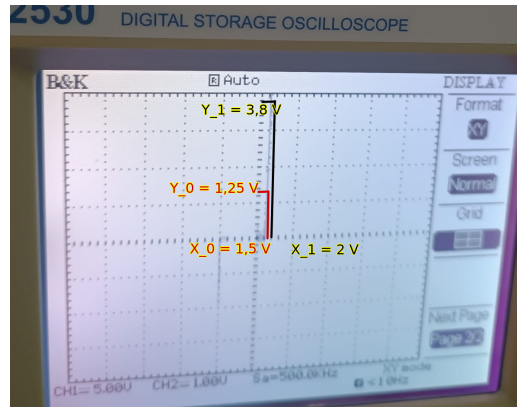 2530 DIGITAL STORAGE OSCILLOSCOPE
B&K R Auto DISPLAY
Format
XY
Y_1 = 3,8 V
Screen
Normal
Y_0 = 1,25 V
Grid
X_0 = 1,5 V X_1 = 2 V
Next Page
Page 2/2
XY mode
CH1= 5.00V CH2= 1.00V Sa=500.0kHz <10Hz